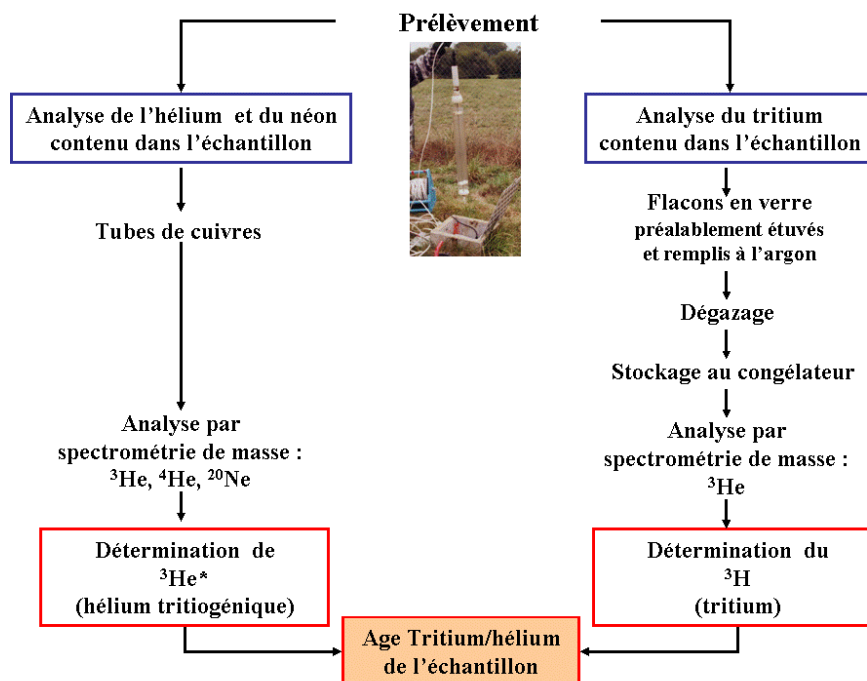 Prélèvement
Analyse de l'hélium et du néon
contenu dans l'échantillon
Tubes de cuivres
Analyse par
spectrométrie de masse :
³He, ⁴He, ²⁰Ne
Détermination de
³He*
(hélium tritiogénique)
Analyse du tritium
contenu dans l'échantillon
Flacons en verre
préalablement étuvés
et remplis à l'argon
Dégazage
Stockage au congélateur
Analyse par
spectrométrie de masse :
³He
Détermination du
³H
(tritium)
Age Tritium/hélium
de l'échantillon